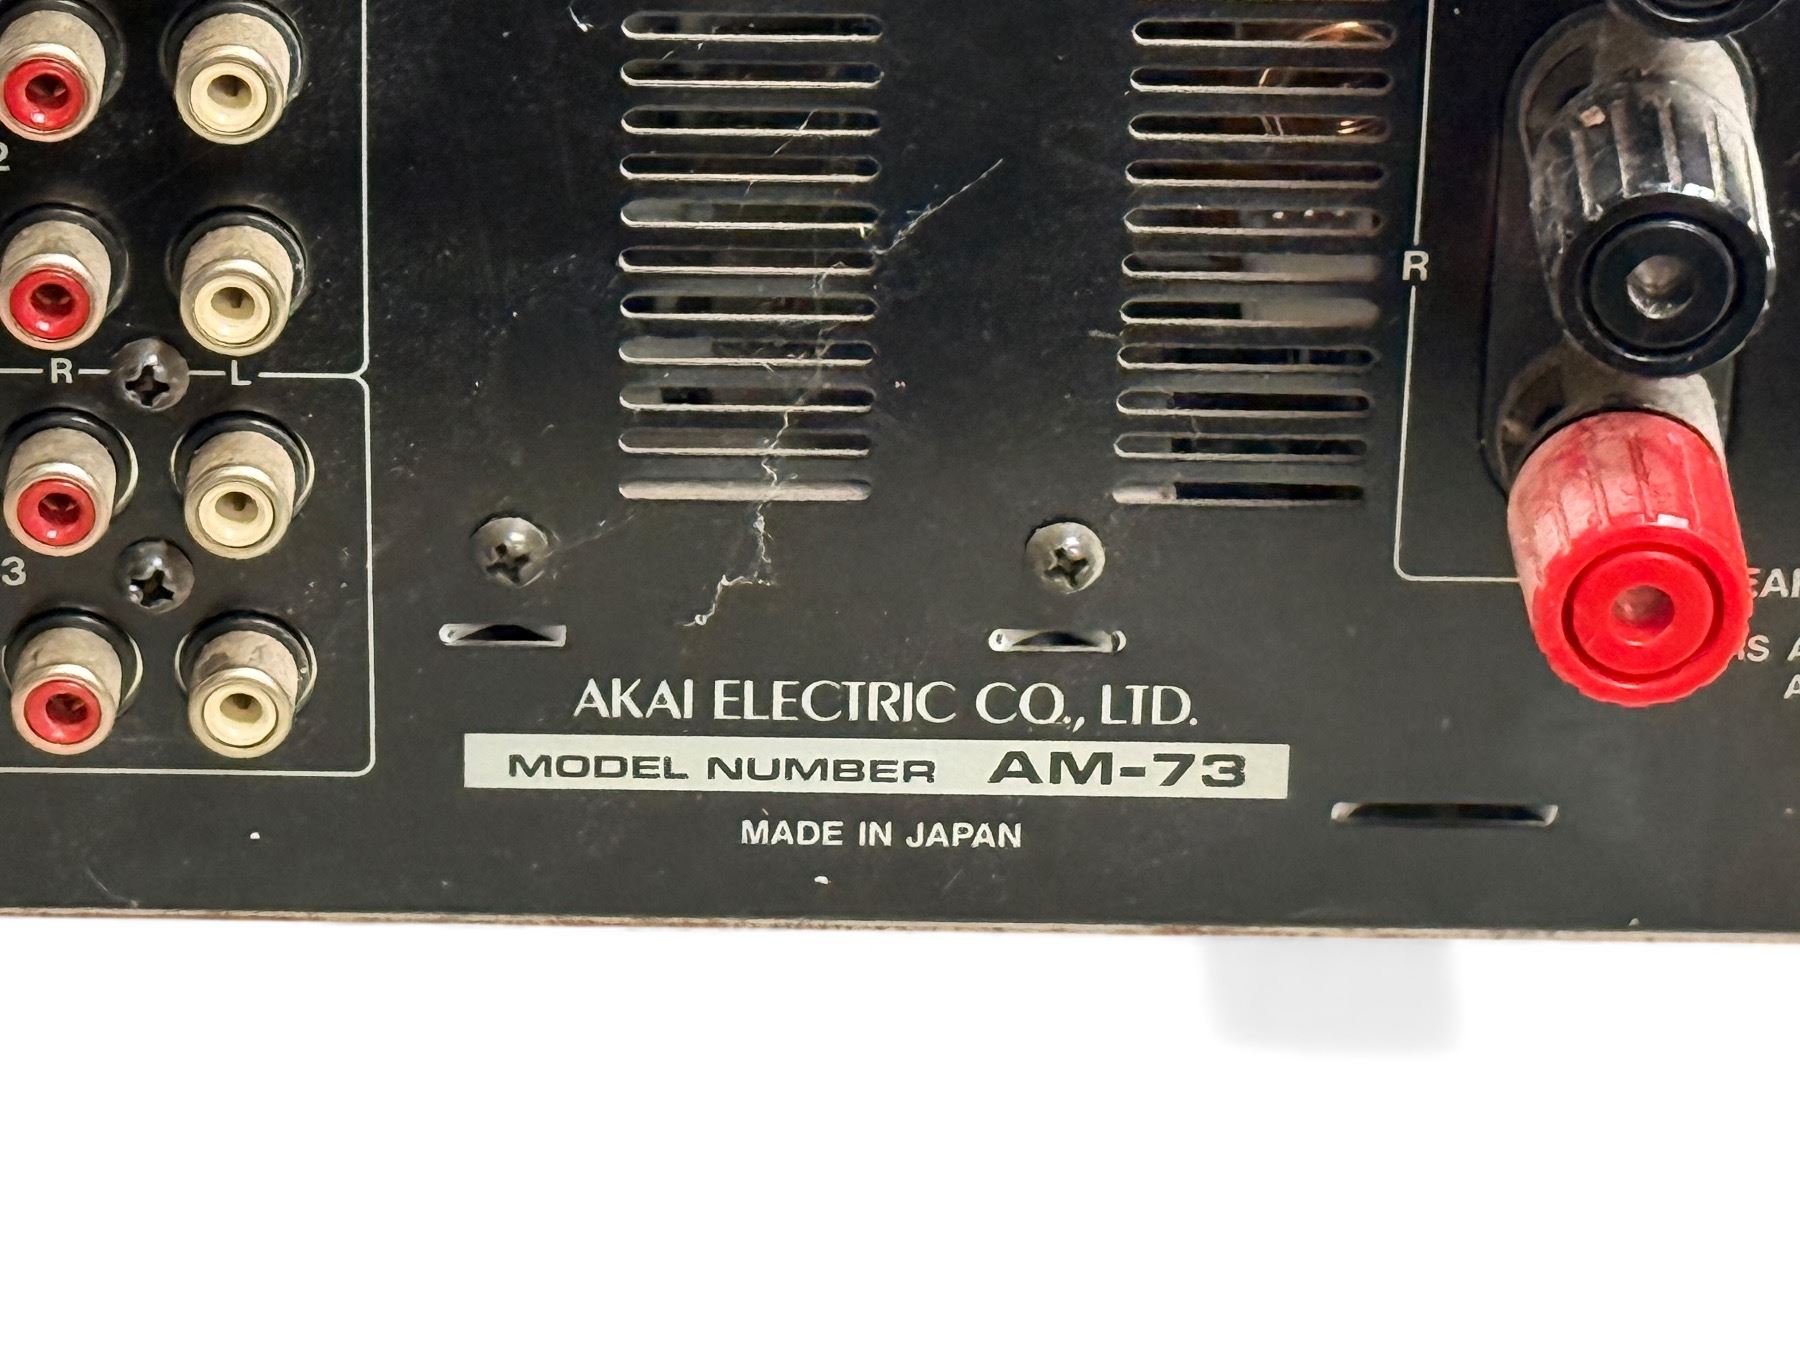 2
R
R L
3
AKAI ELECTRIC CO., LTD.
MODEL NUMBER AM-73
MADE IN JAPAN